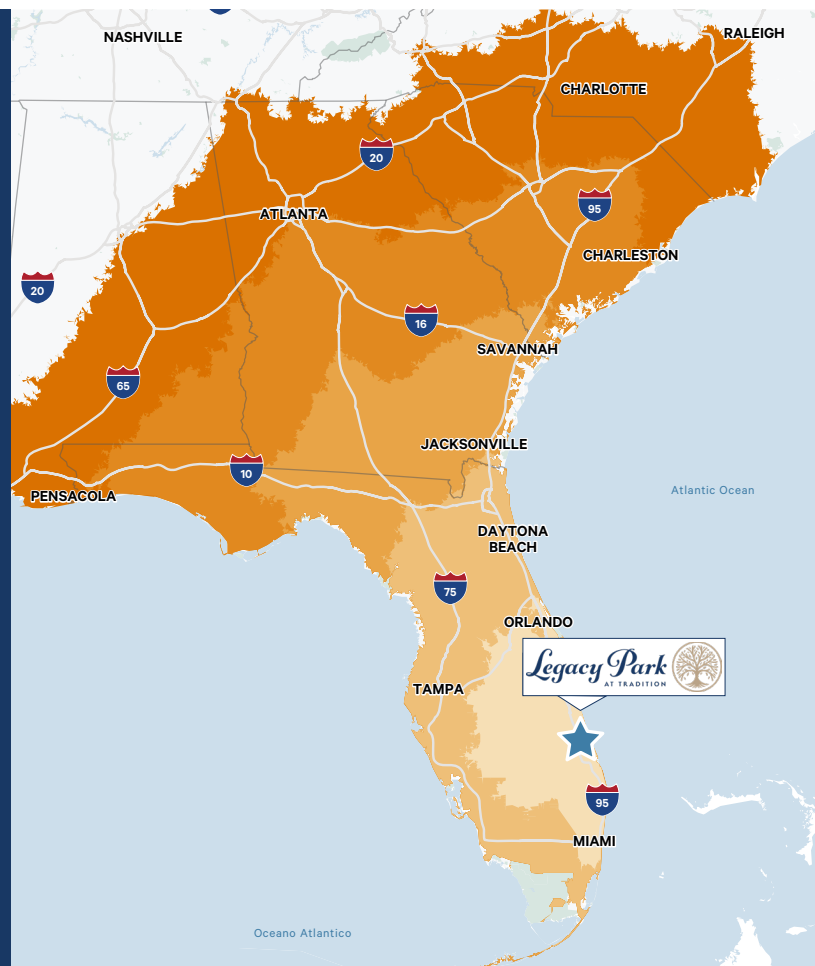 NASHVILLE
RALEIGH
CHARLOTTE
20
95
ATLANTA
CHARLESTON
20
16
SAVANNAH
65
JACKSONVILLE
10
PENSACOLA
Atlantic Ocean
DAYTONA
BEACH
75
ORLANDO
Legacy Park
AT TRADITION
TAMPA
95
MIAMI
Oceano Atlantico